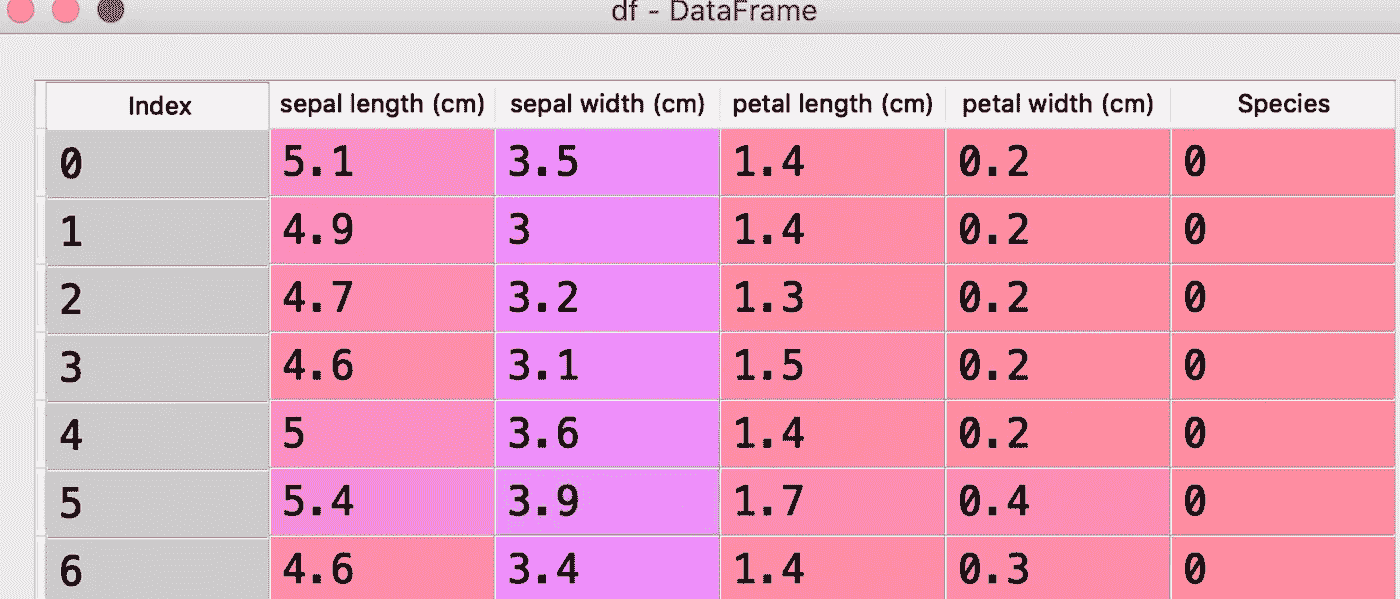 df - DataFrame
Index sepal length (cm) sepal width (cm) petal length (cm) petal width (cm) Species
0 5.1 3.5 1.4 0.2 0
1 4.9 3 1.4 0.2 0
2 4.7 3.2 1.3 0.2 0
3 4.6 3.1 1.5 0.2 0
4 5 3.6 1.4 0.2 0
5 5.4 3.9 1.7 0.4 0
6 4.6 3.4 1.4 0.3 0